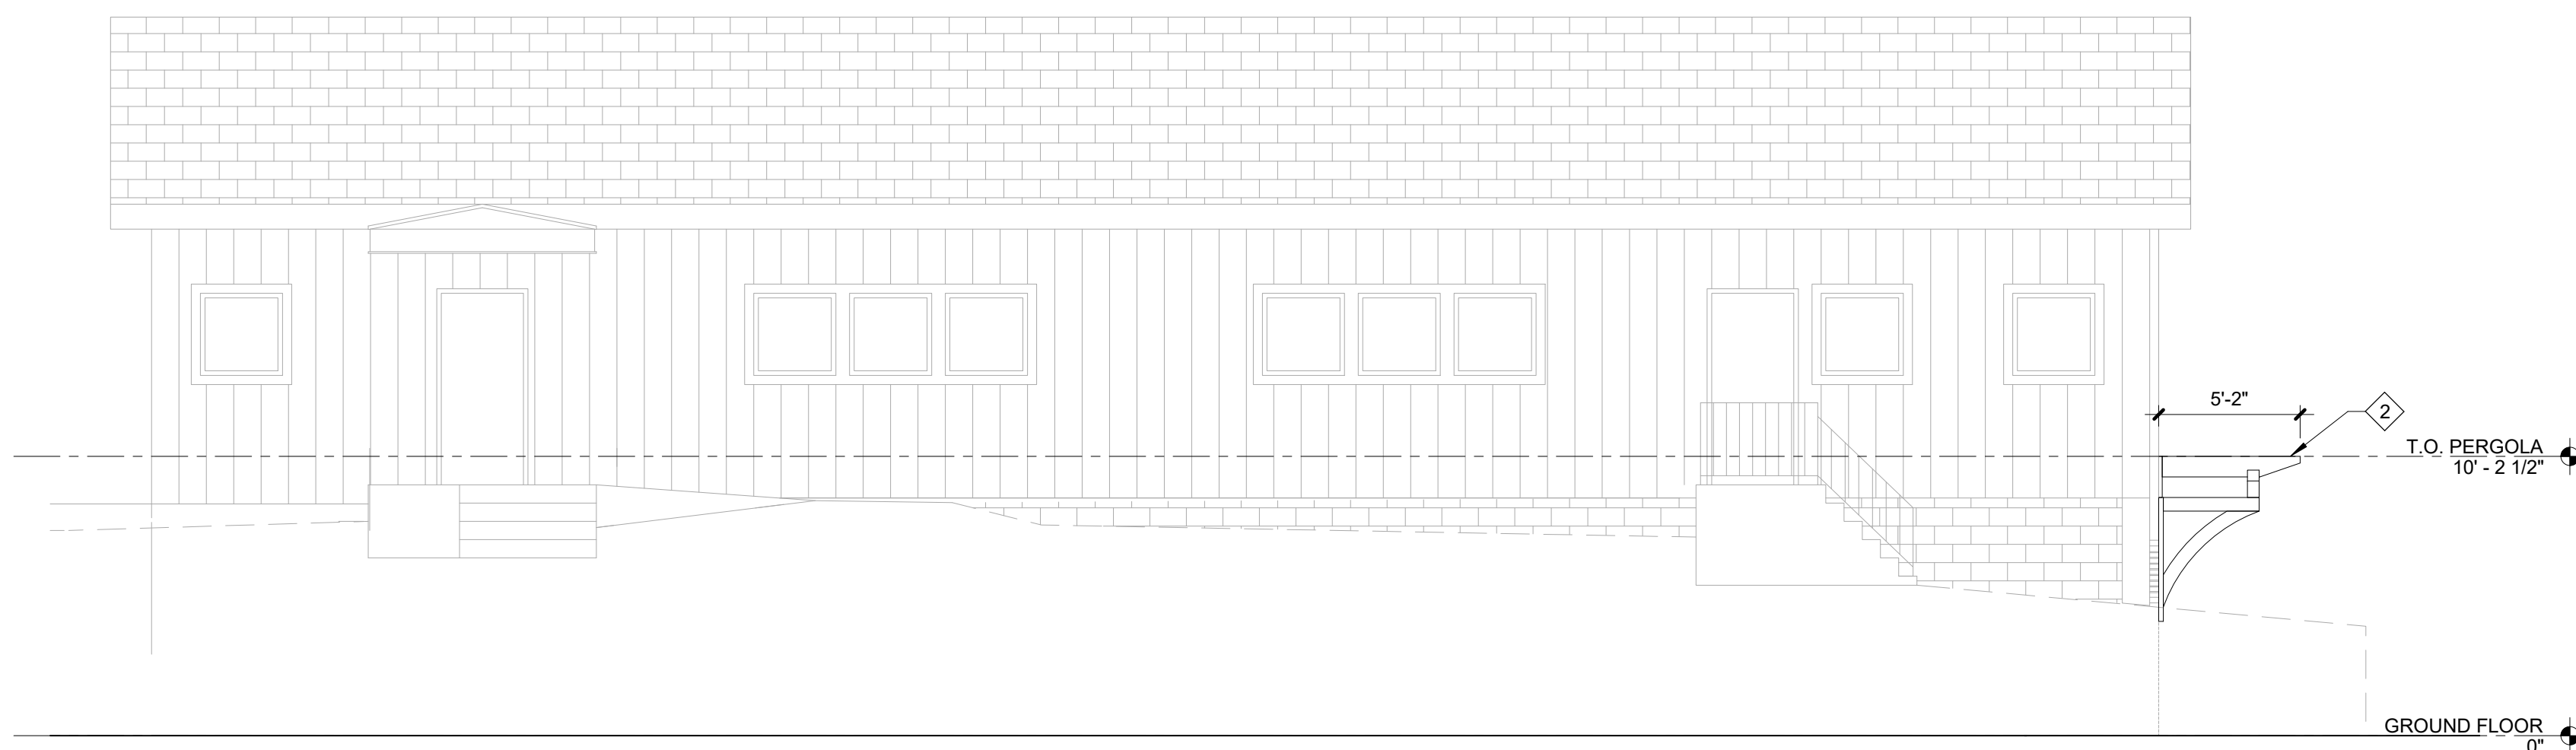 5'-2"
2
T.O. PERGOLA
10' - 2 1/2"
GROUND FLOOR
0"